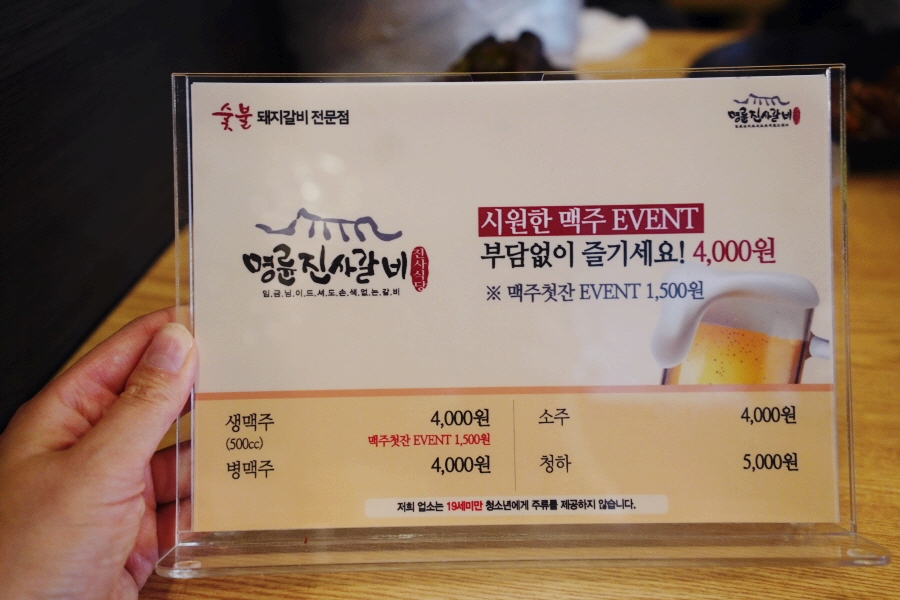 숯불 돼지갈비 전문점
명륜진사갈비
명륜진사갈비 진사식당
임.금.님.이.드.셔.도.손.색.없.는.갈.비
시원한 맥주 EVENT
부담없이 즐기세요! 4,000원
※ 맥주첫잔 EVENT 1,500원
생맥주 4,000원
(500cc) 맥주첫잔 EVENT 1,500원
병맥주 4,000원
소주 4,000원
청하 5,000원
저희 업소는 19세미만 청소년에게 주류를 제공하지 않습니다.